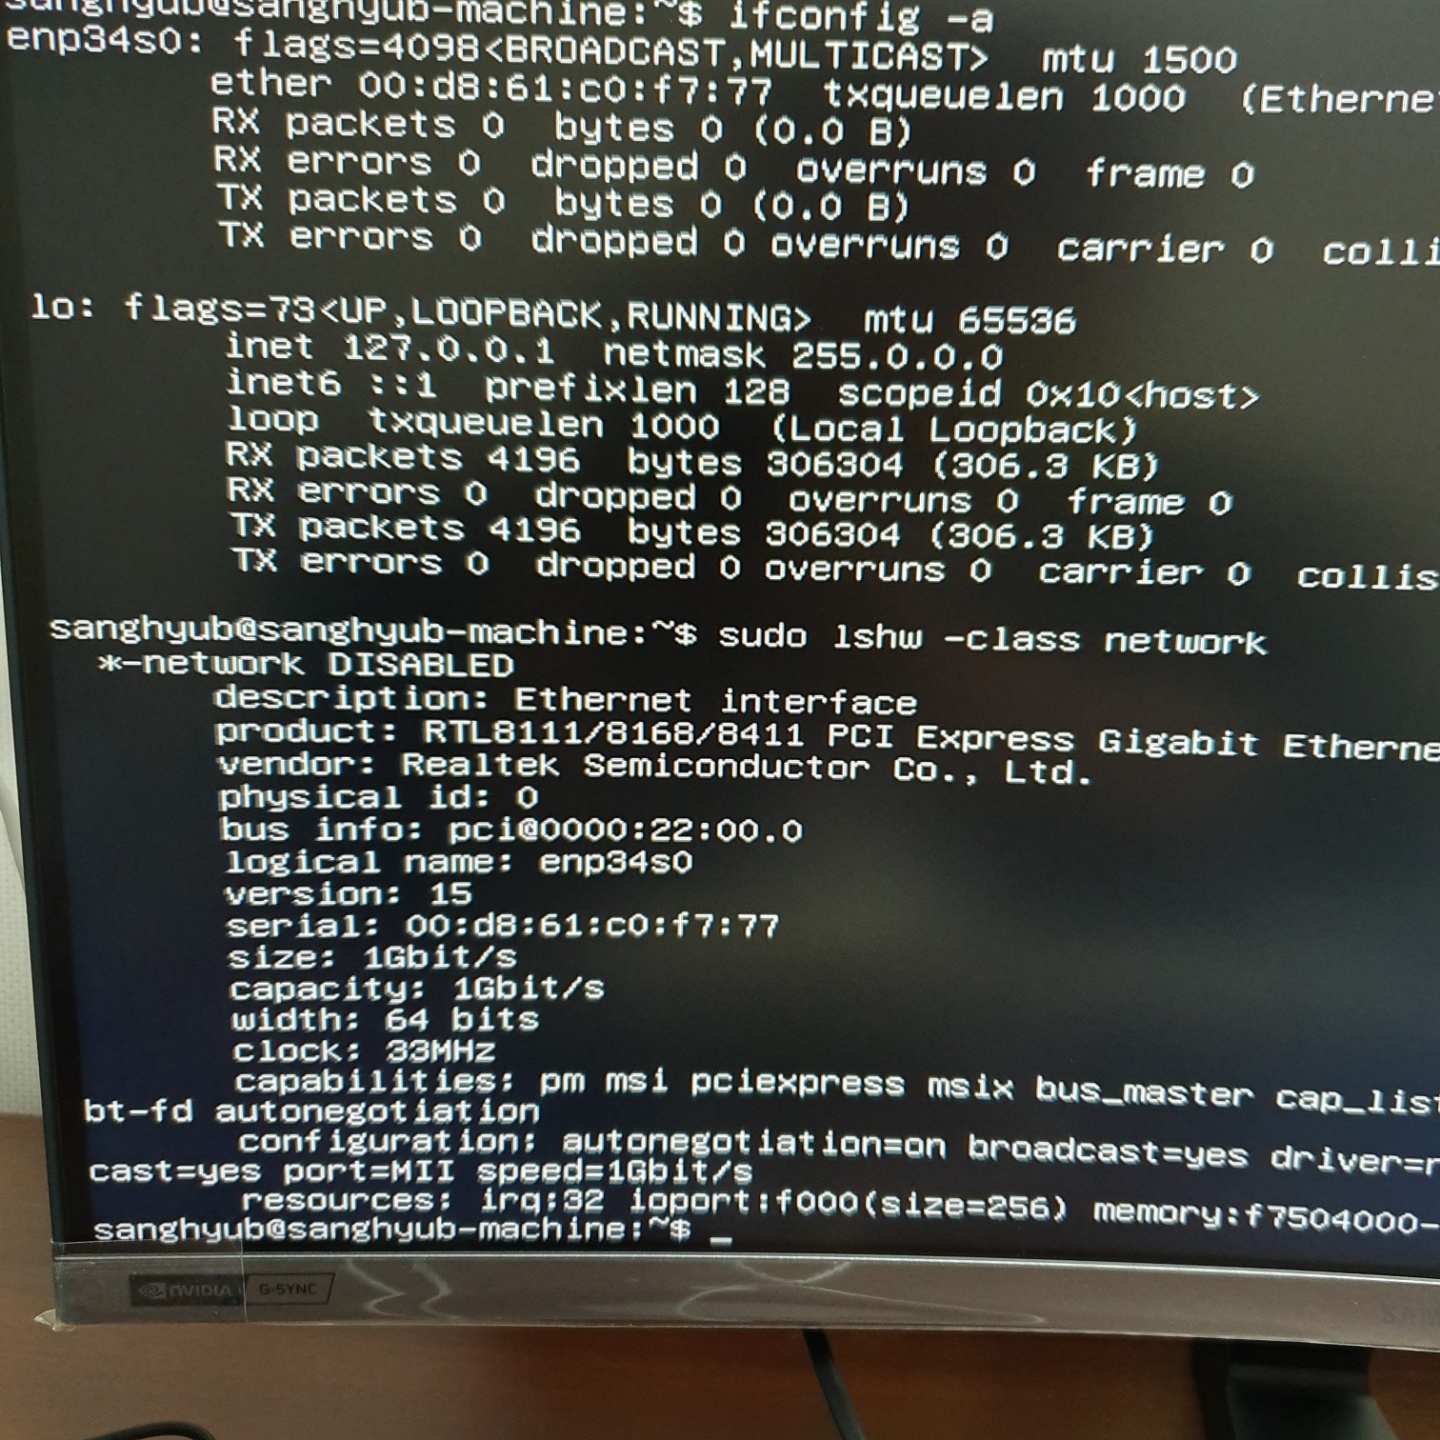 sanghyub@sanghyub-machine:~$ ifconfig -a
enp34s0: flags=4098<BROADCAST,MULTICAST>  mtu 1500
        ether 00:d8:61:c0:f7:77  txqueuelen 1000  (Etherne
        RX packets 0  bytes 0 (0.0 B)
        RX errors 0  dropped 0  overruns 0  frame 0
        TX packets 0  bytes 0 (0.0 B)
        TX errors 0  dropped 0 overruns 0  carrier 0  colli
lo: flags=73<UP,LOOPBACK,RUNNING>  mtu 65536
        inet 127.0.0.1  netmask 255.0.0.0
        inet6 ::1  prefixlen 128  scopeid 0x10<host>
        loop  txqueuelen 1000  (Local Loopback)
        RX packets 4196  bytes 306304 (306.3 KB)
        RX errors 0  dropped 0  overruns 0  frame 0
        TX packets 4196  bytes 306304 (306.3 KB)
        TX errors 0  dropped 0 overruns 0  carrier 0  collis
sanghyub@sanghyub-machine:~$ sudo lshw -class network
  *-network DISABLED
       description: Ethernet interface
       product: RTL8111/8168/8411 PCI Express Gigabit Etherne
       vendor: Realtek Semiconductor Co., Ltd.
       physical id: 0
       bus info: pci@0000:22:00.0
       logical name: enp34s0
       version: 15
       serial: 00:d8:61:c0:f7:77
       size: 1Gbit/s
       capacity: 1Gbit/s
       width: 64 bits
       clock: 33MHz
       capabilities: pm msi pciexpress msix bus_master cap_list
bt-fd autonegotiation
       configuration: autonegotiation=on broadcast=yes driver=r
cast=yes port=MII speed=1Gbit/s
       resources: irq:32 ioport:f000(size=256) memory:f7504000-
sanghyub@sanghyub-machine:~$ _
NVIDIA G-SYNC